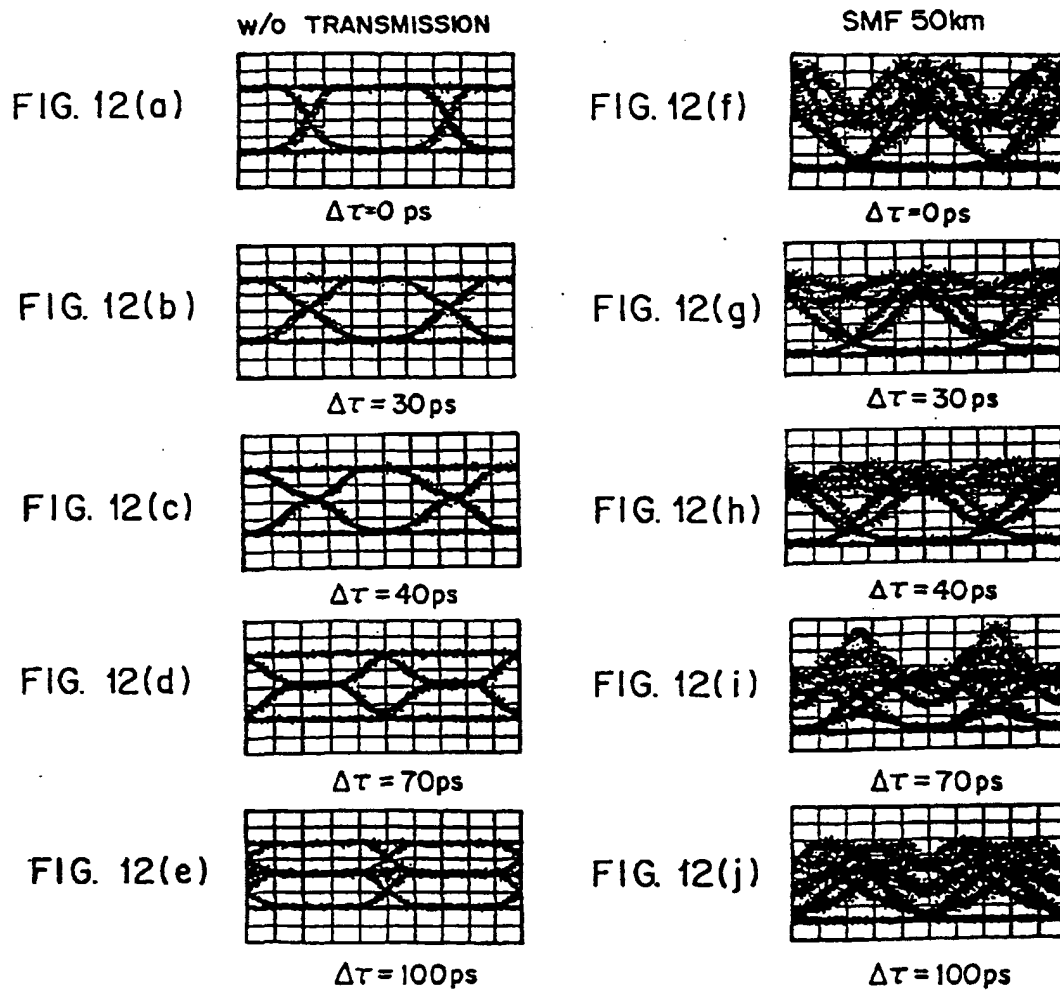 w/o TRANSMISSION
FIG. 12(a)
Δτ=0 ps
FIG. 12(b)
Δτ=30ps
FIG. 12(c)
Δτ=40ps
FIG. 12(d)
Δτ=70ps
FIG. 12(e)
Δτ=100ps
SMF 50km
FIG. 12(f)
Δτ=0ps
FIG. 12(g)
Δτ=30ps
FIG. 12(h)
Δτ=40ps
FIG. 12(i)
Δτ=70ps
FIG. 12(j)
Δτ=100ps